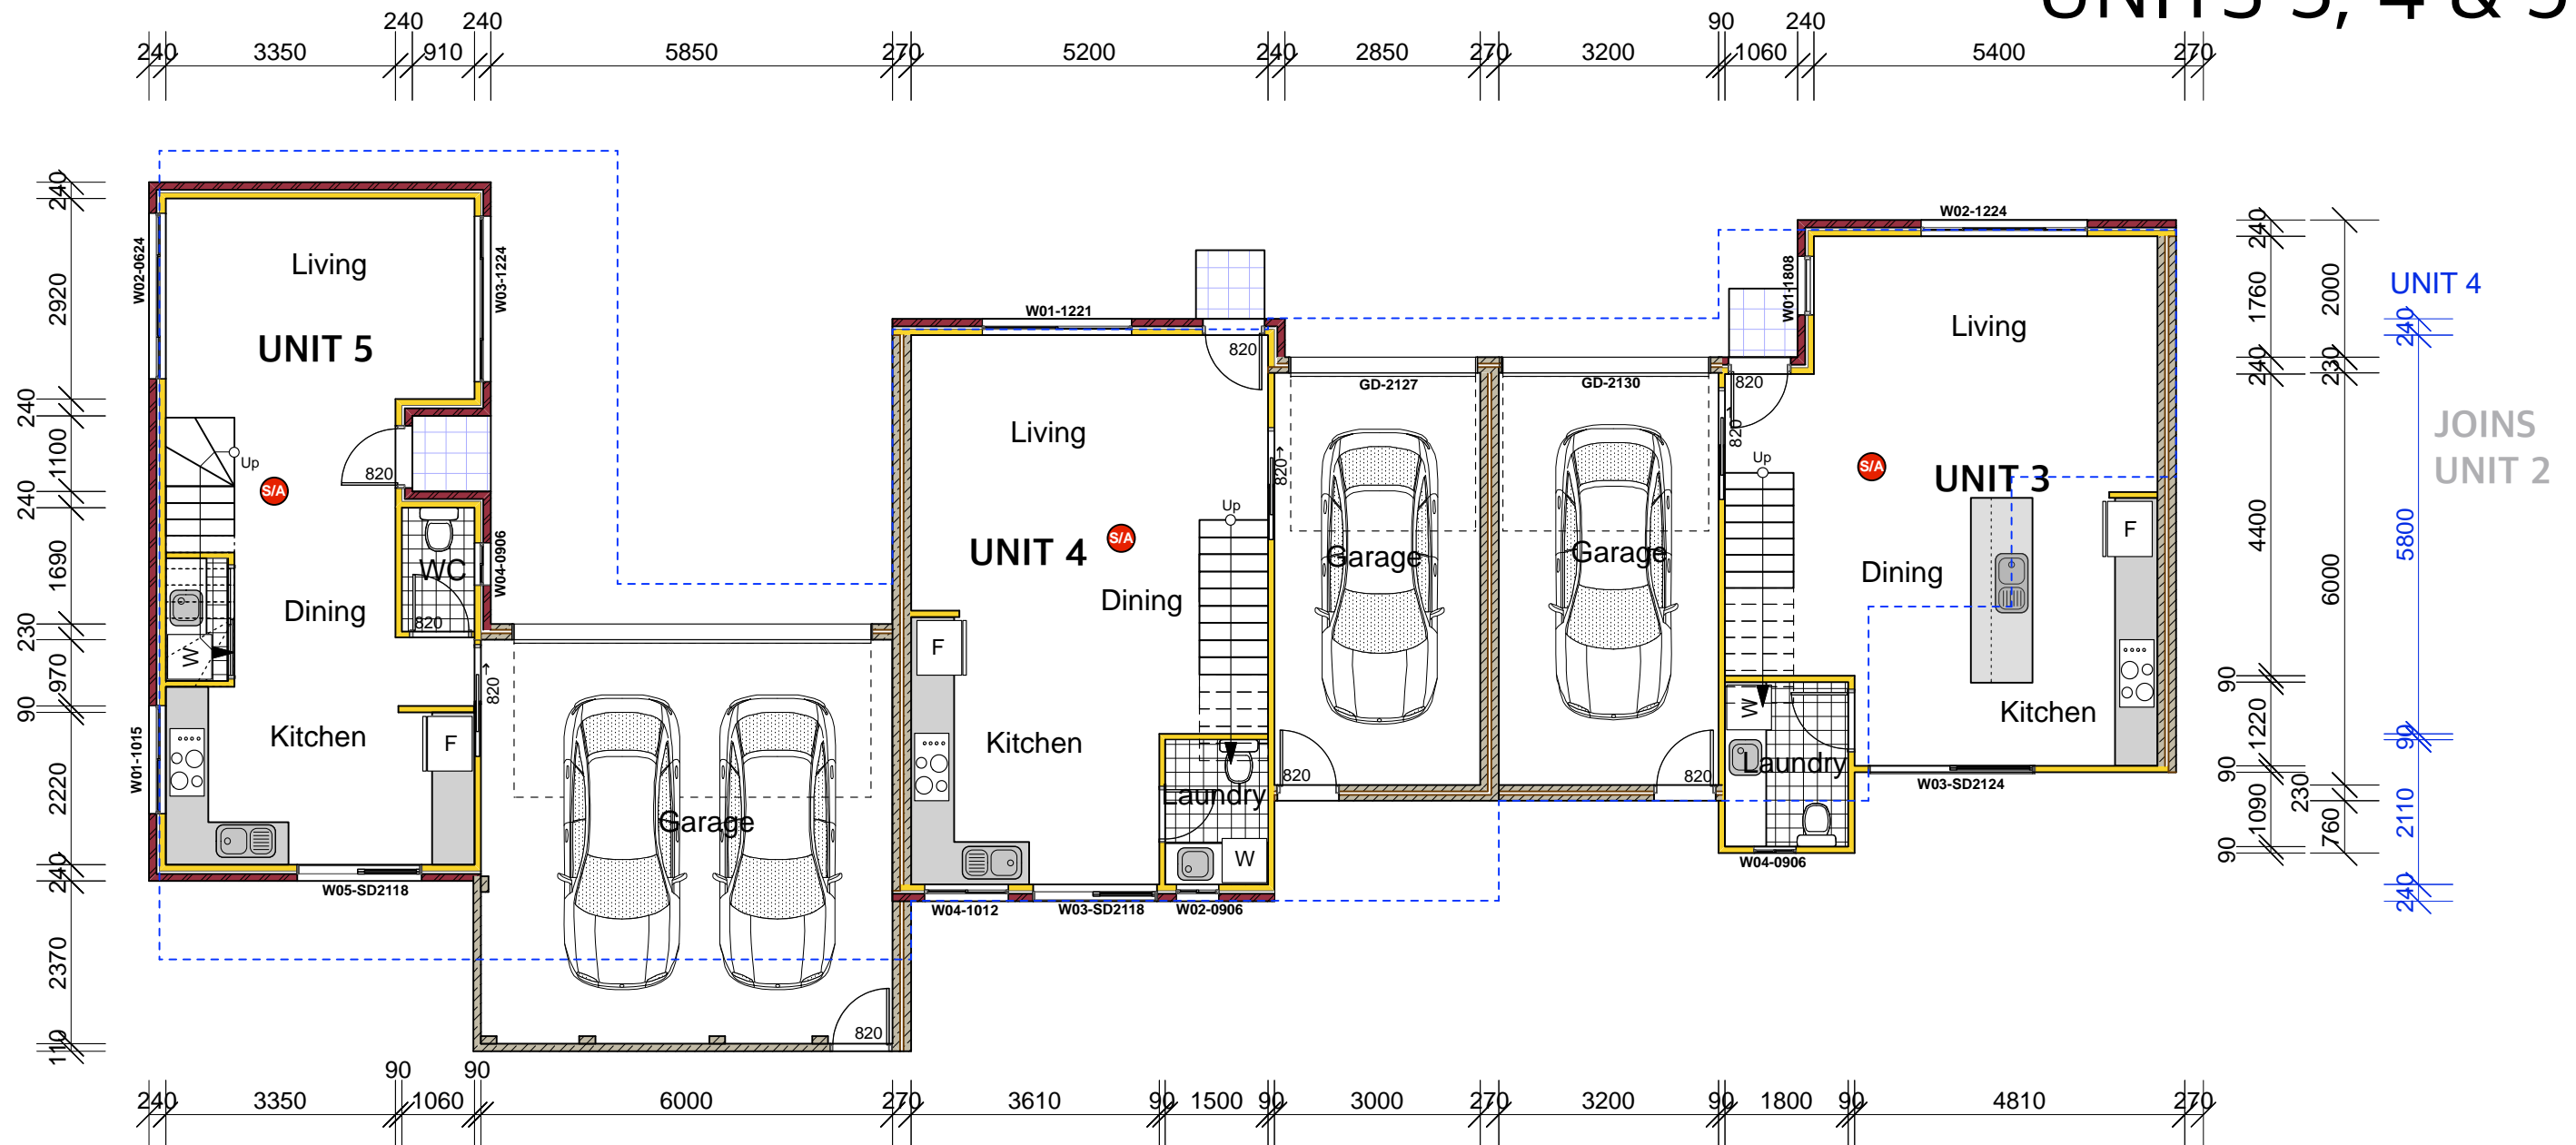 UNITS 3, 4 & 5
240 240 90 240
240 3350 910 5850 270 5200 240 2850 270 3200 1060 5400 270
240
2920
240
1100
240
1690
230
970
90
2220
240
2370
110
W02-0624
Living
W03-1224
UNIT 5
Up
820
S/A
WC
W04-0906
820
Dining
W
820→
Kitchen
F
W01-1015
W05-SD2118
Garage
820
W01-1221
820
Living
820→
Up
S/A
UNIT 4
Dining
F
Kitchen
Laundry
W
W04-1012
W03-SD2118
W02-0906
GD-2127
Garage
820
GD-2130
Garage
820
W02-1224
W01-1808
Living
820
820→
Up
S/A
UNIT 3
F
Dining
Kitchen
W
Laundry
W03-SD2124
W04-0906
240
1760
240
4400
90
1220
90
1090
90
2000
230
6000
230
760
UNIT 4
240
5800
90
2110
240
JOINS
UNIT 2
90 90
240 3350 1060 6000 270 3610 90 1500 90 3000 270 3200 90 1800 90 4810 270